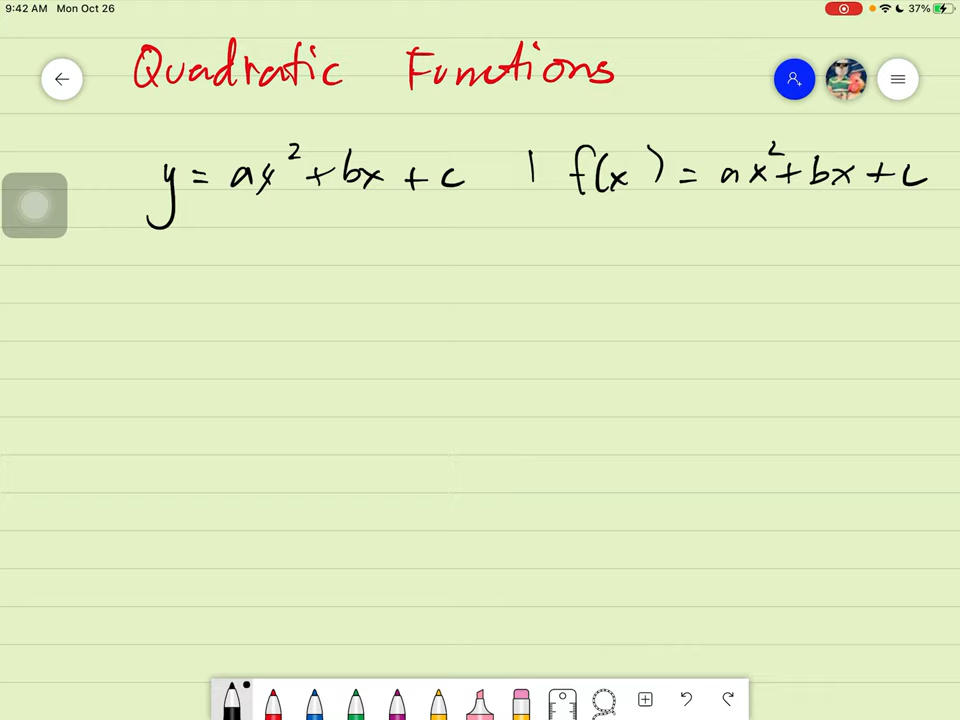 9:42 AM Mon Oct 26 37%
Quadratic Functions
y = ax² + bx + c | f(x) = ax² + bx + c